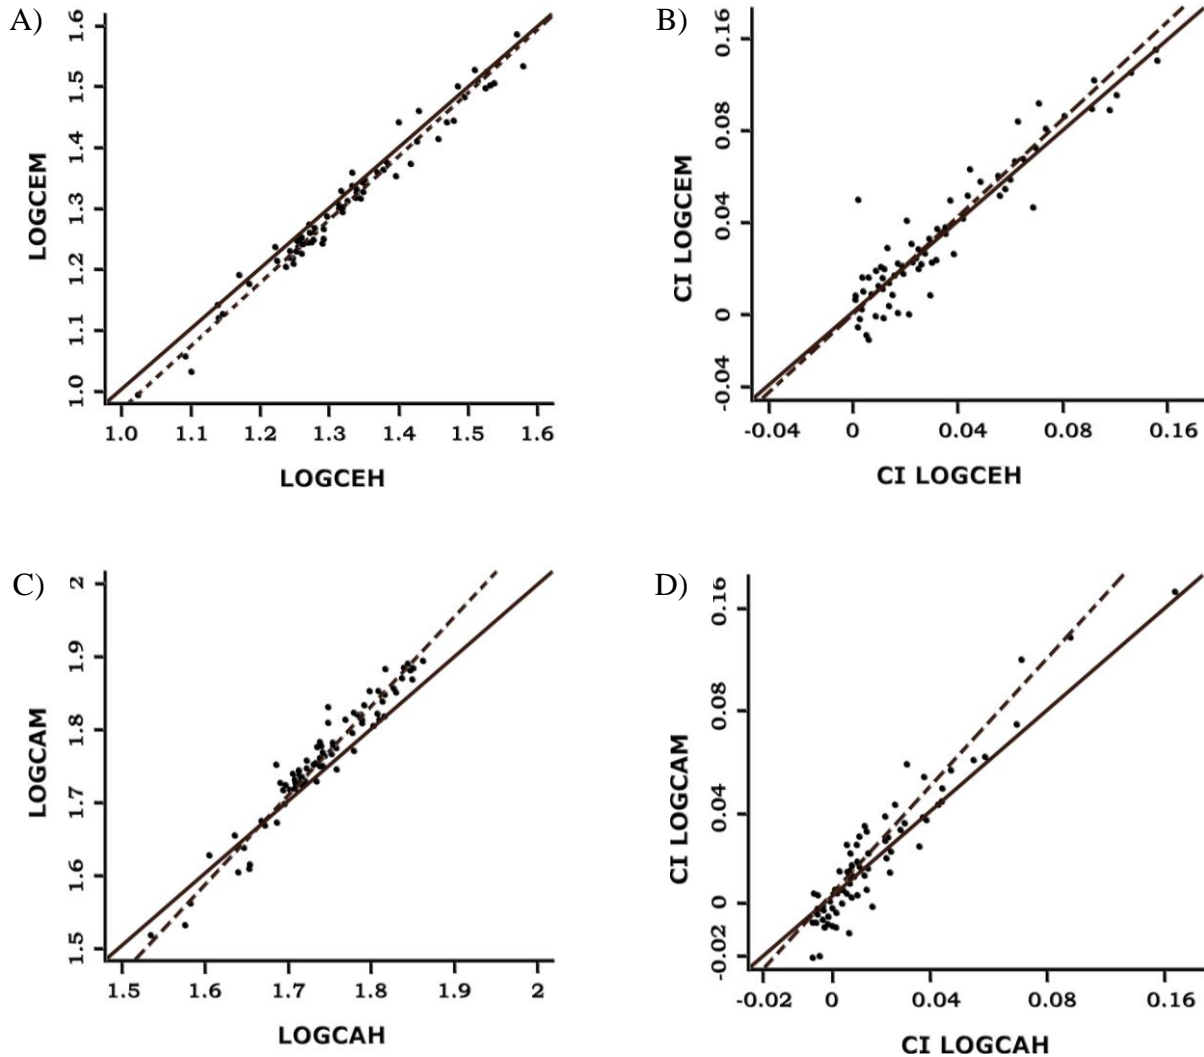 A)
1.6
1.5
1.4
1.3
1.2
1.1
1.0
LOGCEM
1.0 1.1 1.2 1.3 1.4 1.5 1.6
LOGCEH
B)
0.16
0.08
0.04
0
-0.04
CI LOGCEM
-0.04 0 0.04 0.08 0.16
CI LOGCEH
C)
2
1.9
1.8
1.7
1.6
1.5
LOGCAM
1.5 1.6 1.7 1.8 1.9 2
LOGCAH
D)
0.16
0.08
0.04
0
-0.02
CI LOGCAM
-0.02 0 0.04 0.08 0.16
CI LOGCAH